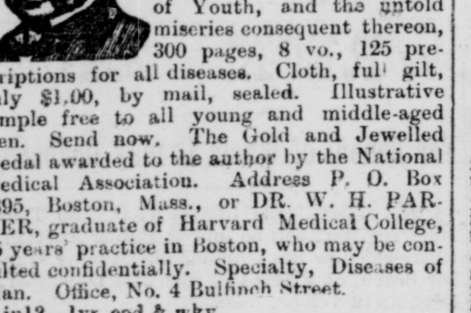 of Youth, and the untold
miseries consequent thereon,
300 pages, 8 vo., 125 pre-
riptions for all diseases. Cloth, full gilt,
ly $1.00, by mail, sealed. Illustrative
mple free to all young and middle-aged
en. Send now. The Gold and Jewelled
edal awarded to the author by the National
edical Association. Address P. O. Box
895, Boston, Mass., or DR. W. H. PAR-
ER, graduate of Harvard Medical College,
years' practice in Boston, who may be con-
ulted confidentially. Specialty, Diseases of
an. Office, No. 4 Bulfinch Street.